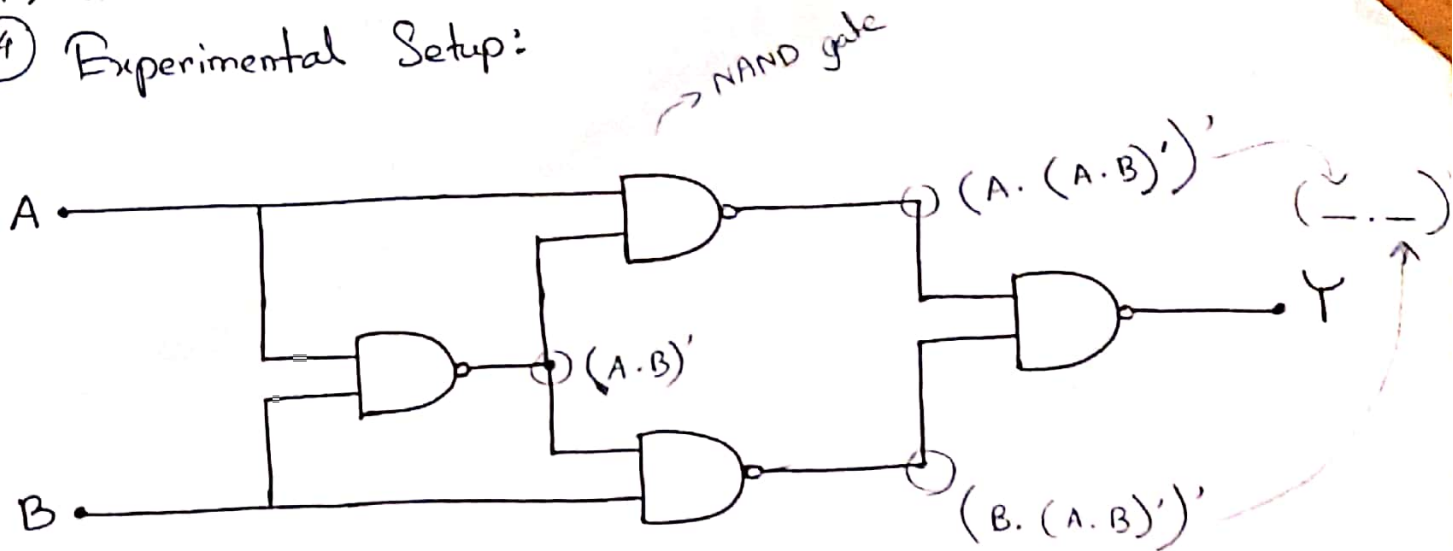 ④ Experimental Setup:
NAND gate
A
(A. (A.B)')'
(_._)
Y
(A.B)'
B
(B. (A.B)')'